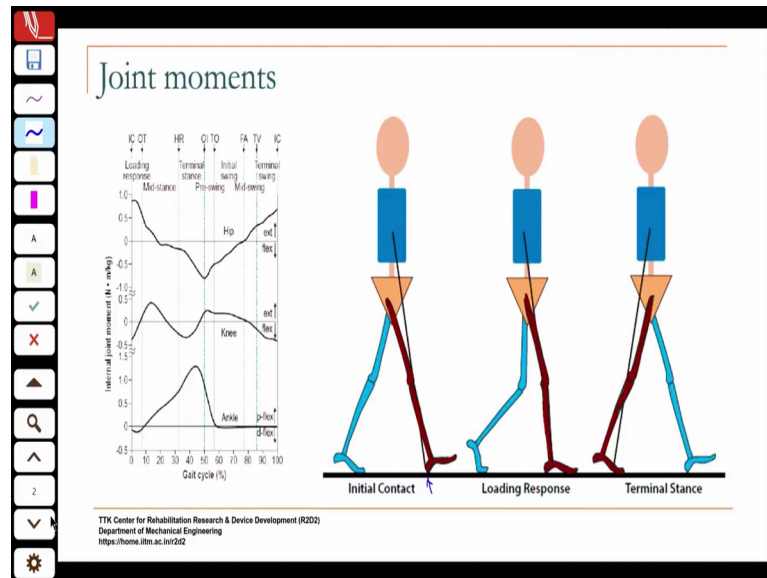 Joint moments
IC OT HR OI TO FA TV IC
Loading response
Mid-stance
Terminal stance
Pre-swing
Initial swing
Mid-swing
Terminal swing
Internal joint moment (N • m/kg)
1.0
0.5
0
-0.5
-1.0
Hip
ext
flex
0.5
0
-0.5
Knee
ext
flex
1.5
1.0
0.5
0
-0.5
Ankle
p-flex
d-flex
0 10 20 30 40 50 60 70 80 90 100
Gait cycle (%)
Initial Contact Loading Response Terminal Stance
TTK Center for Rehabilitation Research & Device Development (R2D2)
Department of Mechanical Engineering
https://home.iitm.ac.in/r2d2
A
A
2